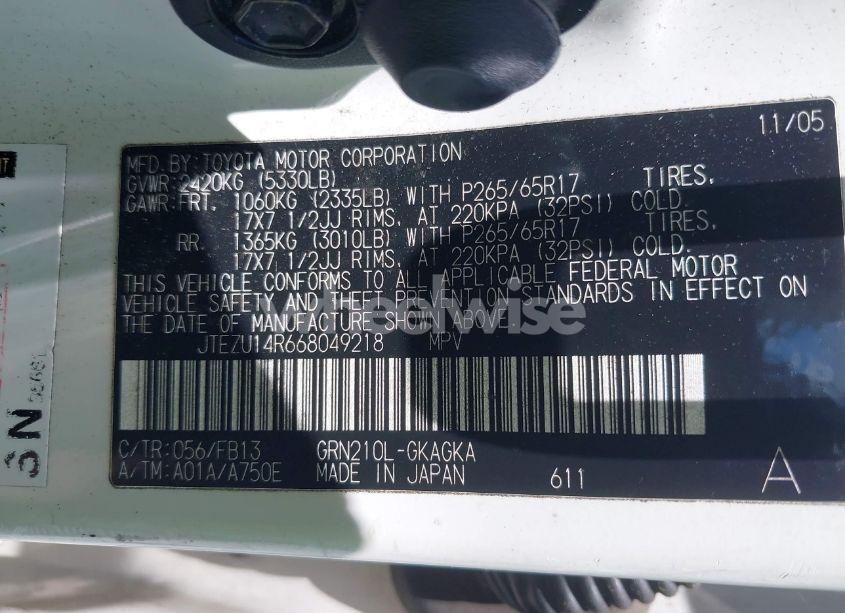 11/05
MFD.BY:TOYOTA MOTOR CORPORATION
GVWR:2420KG (5330LB)
GAWR:FRT. 1060KG (2335LB) WITH P265/65R17 TIRES,
17X7 1/2JJ RIMS, AT 220KPA (32PSI) COLD.
RR. 1365KG (3010LB) WITH P265/65R17 TIRES,
17X7 1/2JJ RIMS, AT 220KPA (32PSI) COLD.
THIS VEHICLE CONFORMS TO ALL APPLICABLE FEDERAL MOTOR
VEHICLE SAFETY AND THEFT PREVENTION STANDARDS IN EFFECT ON
THE DATE OF MANUFACTURE SHOWN ABOVE.
wheelwise
JTEZU14R668049218 MPV
C/TR:056/FB13 GRN210L-GKAGKA
A/TM:A01A/A750E MADE IN JAPAN 611 A
3N